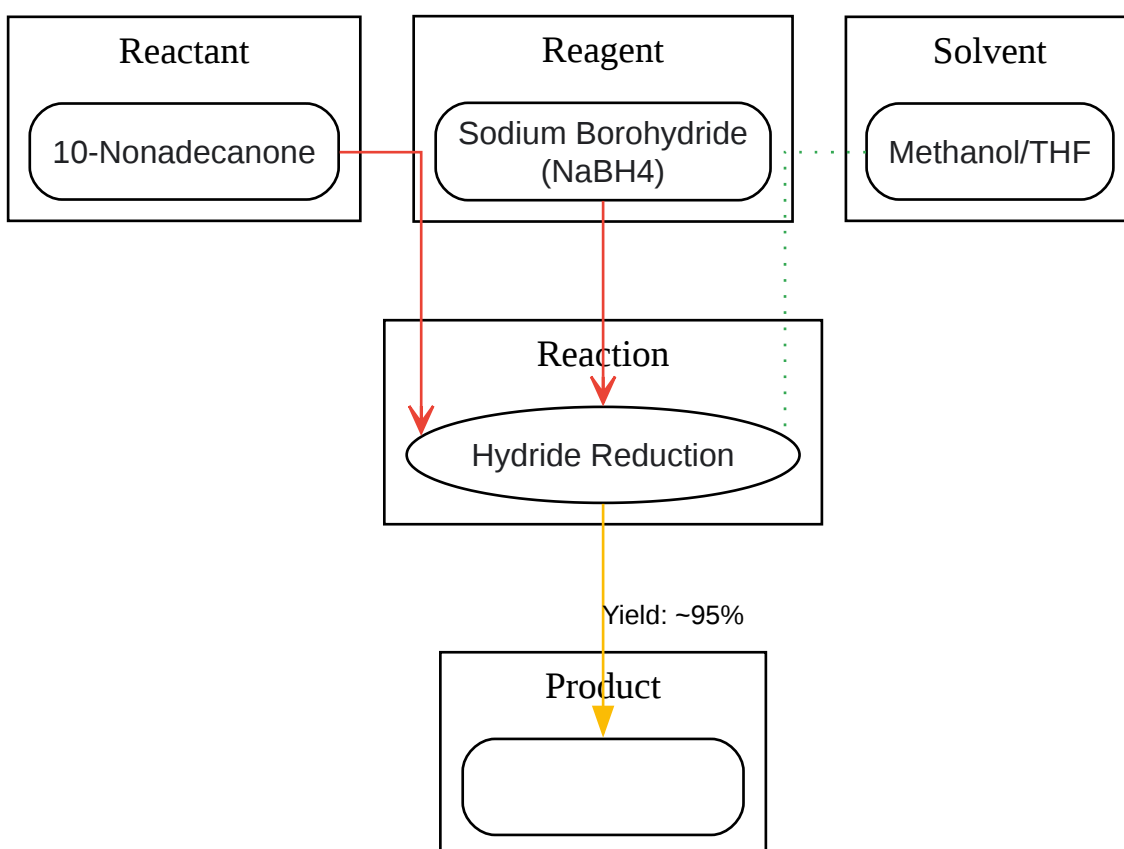 Reactant
10-Nonadecanone
Reagent
Sodium Borohydride
(NaBH4)
Solvent
Methanol/THF
Reaction
Hydride Reduction
Yield: ~95%
Product